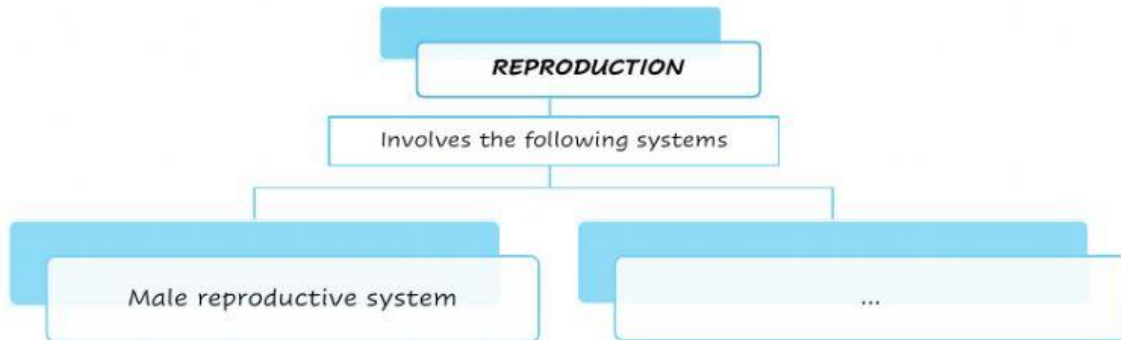 REPRODUCTION
Involves the following systems
Male reproductive system
...